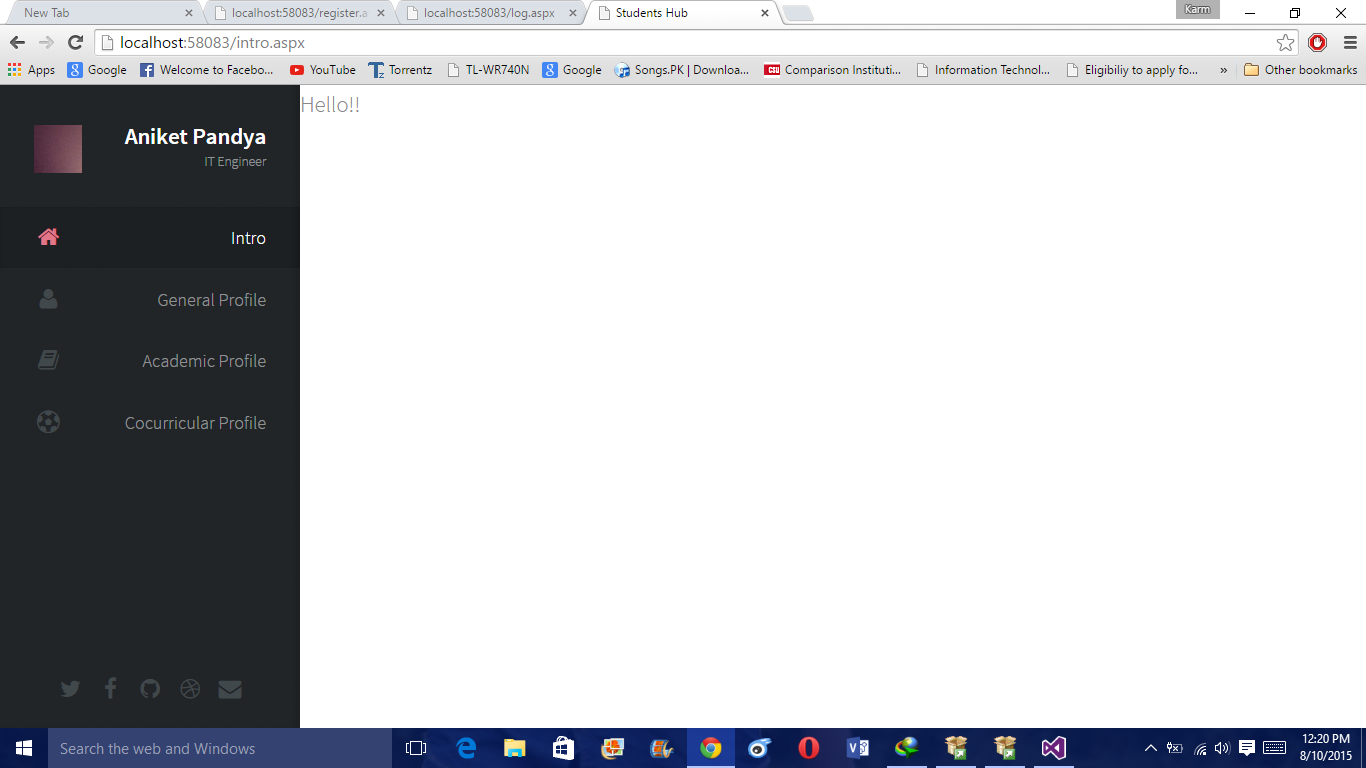 New Tab
localhost:58083/register.a
localhost:58083/log.aspx
Students Hub
Karm
localhost:58083/intro.aspx
Apps
Google
Welcome to Facebo...
YouTube
Torrentz
TL-WR740N
Google
Songs.PK | Downloa...
Comparison Instituti...
Information Technol...
Eligibiliy to apply fo...
»
Other bookmarks
Aniket Pandya
IT Engineer
Hello!!
Intro
General Profile
Academic Profile
Cocurricular Profile
Search the web and Windows
12:20 PM
8/10/2015